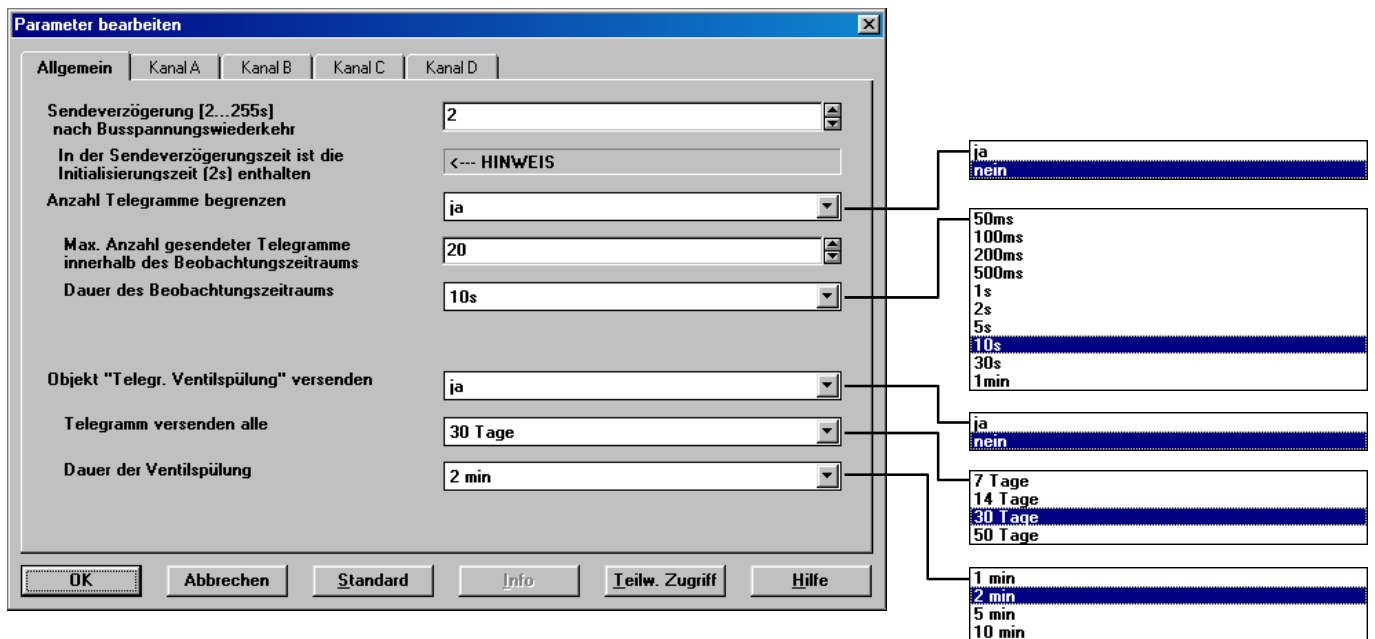 Parameter bearbeiten
Allgemein Kanal A Kanal B Kanal C Kanal D
Sendeverzögerung [2...255s]
nach Busspannungswiederkehr
2
In der Sendeverzögerungszeit ist die
Initialisierungszeit (2s) enthalten
<--- HINWEIS
Anzahl Telegramme begrenzen
ja
Max. Anzahl gesendeter Telegramme
innerhalb des Beobachtungszeitraums
20
Dauer des Beobachtungszeitraums
10s
Objekt "Telegr. Ventilspülung" versenden
ja
Telegramm versenden alle
30 Tage
Dauer der Ventilspülung
2 min
OK Abbrechen Standard Info Teilw. Zugriff Hilfe
ja
nein
50ms
100ms
200ms
500ms
1s
2s
5s
10s
30s
1min
ja
nein
7 Tage
14 Tage
30 Tage
50 Tage
1 min
2 min
5 min
10 min